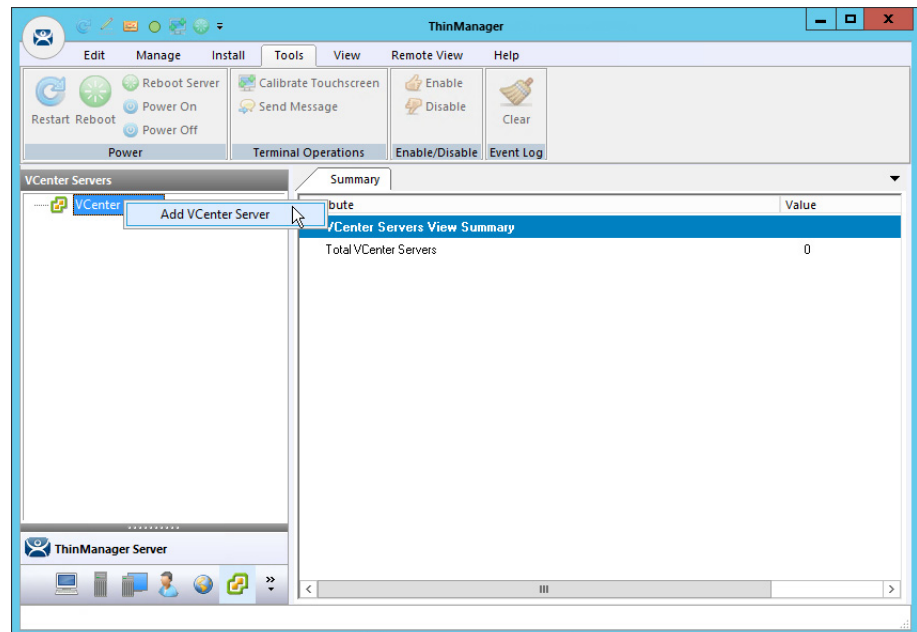 ThinManager
Edit Manage Install Tools View Remote View Help
Restart Reboot
Reboot Server
Power On
Power Off
Power
Calibrate Touchscreen
Send Message
Terminal Operations
Enable
Disable
Enable/Disable
Clear
Event Log
VCenter Servers
VCenter
Add VCenter Server
Summary
bute Value
VCenter Servers View Summary
Total VCenter Servers 0
ThinManager Server